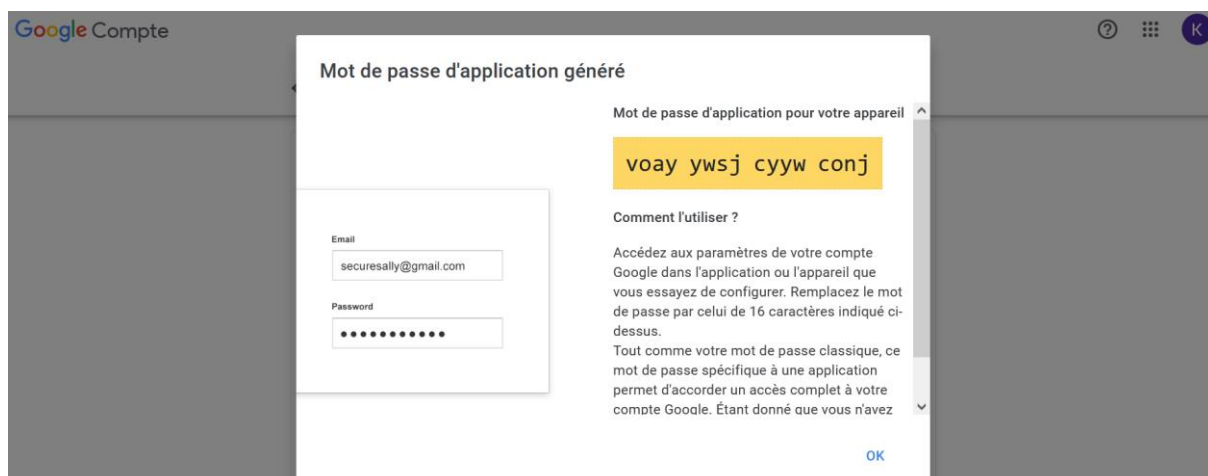 Google Compte
K
Mot de passe d'application généré
Mot de passe d'application pour votre appareil
voay ywsj cyyw conj
Email
securesally@gmail.com
Password
Comment l'utiliser ?
Accédez aux paramètres de votre compte
Google dans l'application ou l'appareil que
vous essayez de configurer. Remplacez le mot
de passe par celui de 16 caractères indiqué ci-
dessus.
Tout comme votre mot de passe classique, ce
mot de passe spécifique à une application
permet d'accorder un accès complet à votre
compte Google. Étant donné que vous n'avez
OK